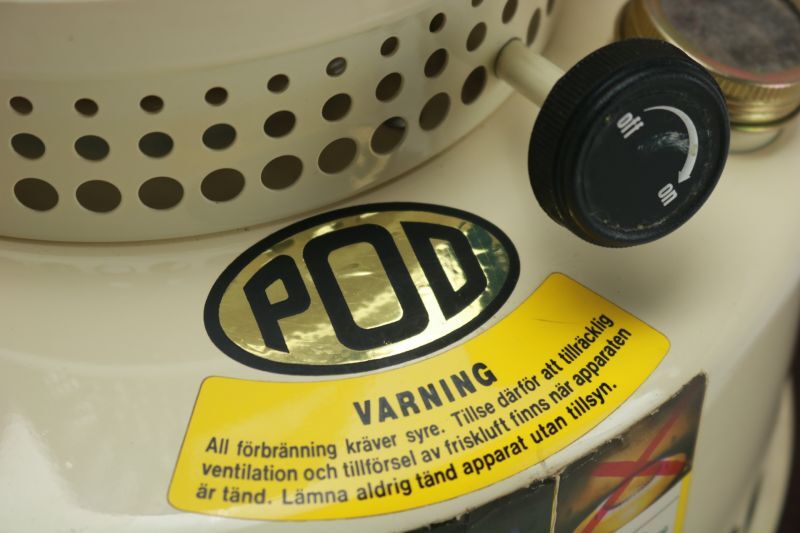 off
on
POD
VARNING
All förbränning kräver syre. Tillse därför att tillräcklig
ventilation och tillförsel av friskluft finns när apparaten
är tänd. Lämna aldrig tänd apparat utan tillsyn.